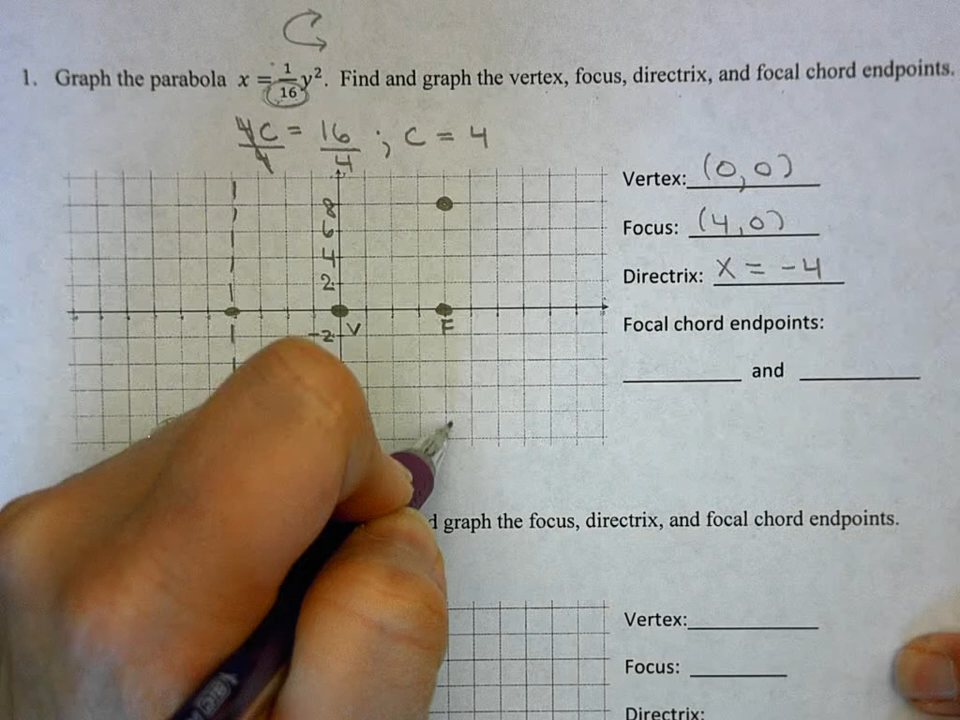 1. Graph the parabola x = 1/16 y². Find and graph the vertex, focus, directrix, and focal chord endpoints.
4C/4 = 16/4 ; C = 4
Vertex: (0,0)
Focus: (4,0)
Directrix: x = -4
Focal chord endpoints:
and
8
6
4
2
-2 V F
d graph the focus, directrix, and focal chord endpoints.
Vertex:
Focus:
Directrix: